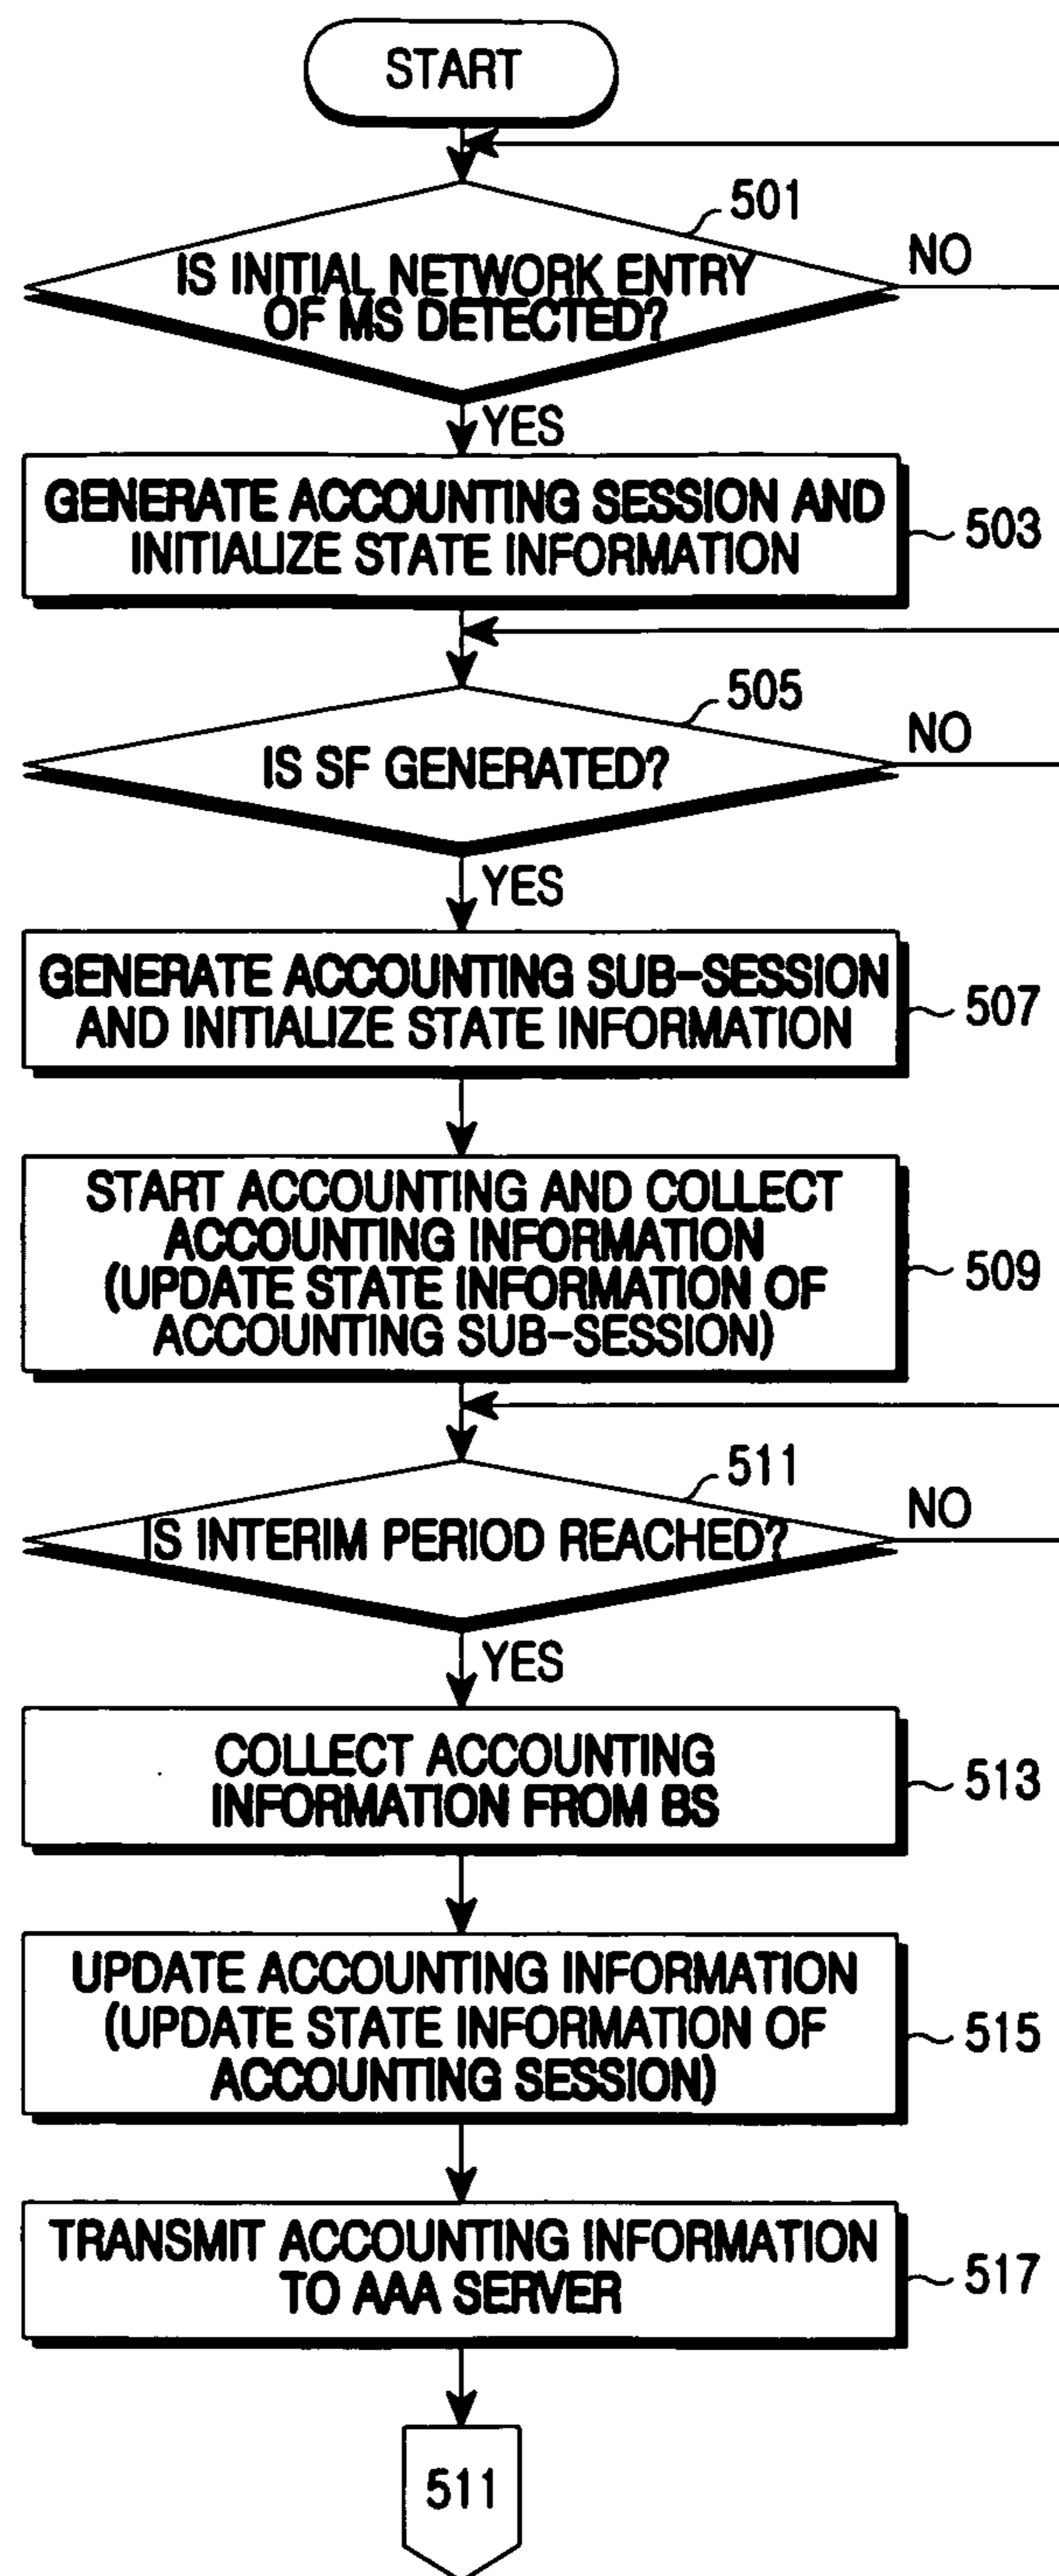 START
501
NO
IS INITIAL NETWORK ENTRY
OF MS DETECTED?
YES
GENERATE ACCOUNTING SESSION AND
INITIALIZE STATE INFORMATION
503
505
NO
IS SF GENERATED?
YES
GENERATE ACCOUNTING SUB-SESSION
AND INITIALIZE STATE INFORMATION
507
START ACCOUNTING AND COLLECT
ACCOUNTING INFORMATION
(UPDATE STATE INFORMATION OF
ACCOUNTING SUB-SESSION)
509
511
NO
IS INTERIM PERIOD REACHED?
YES
COLLECT ACCOUNTING
INFORMATION FROM BS
513
UPDATE ACCOUNTING INFORMATION
(UPDATE STATE INFORMATION OF
ACCOUNTING SESSION)
515
TRANSMIT ACCOUNTING INFORMATION
TO AAA SERVER
517
511